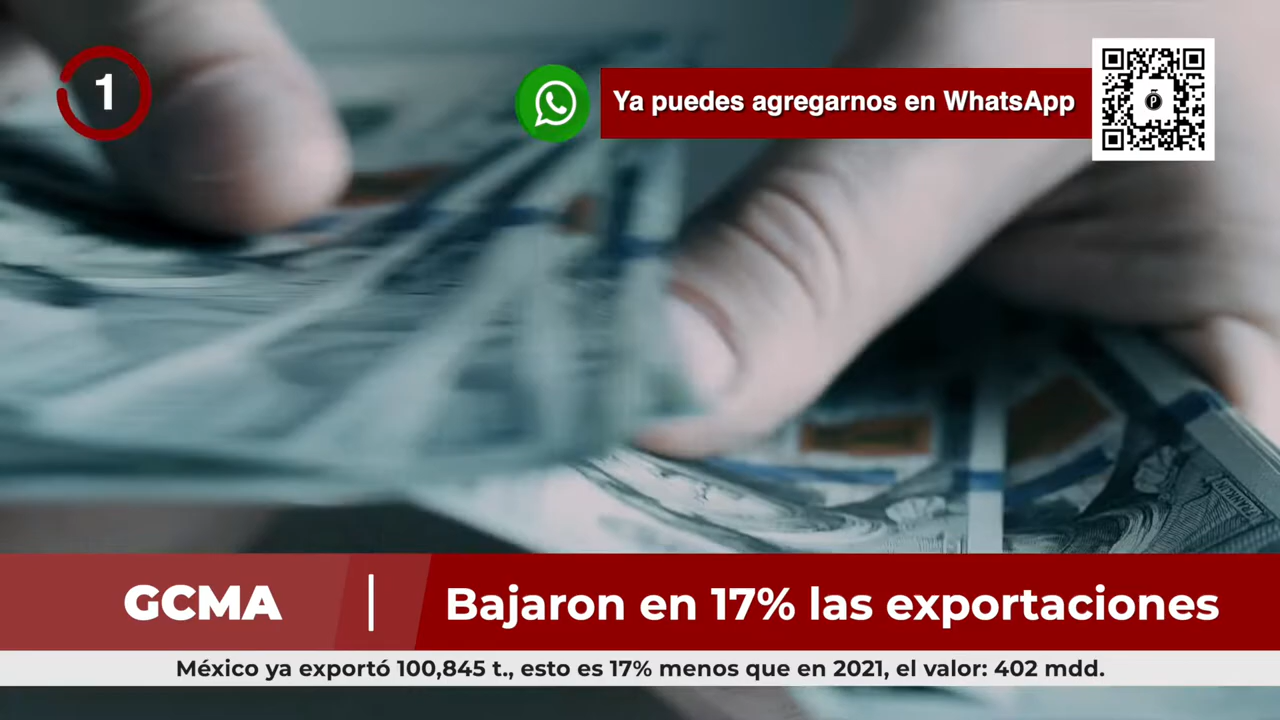 1
Ya puedes agregarnos en WhatsApp
P
FRANKLIN
GCMA
Bajaron en 17% las exportaciones
México ya exportó 100,845 t., esto es 17% menos que en 2021, el valor: 402 mdd.